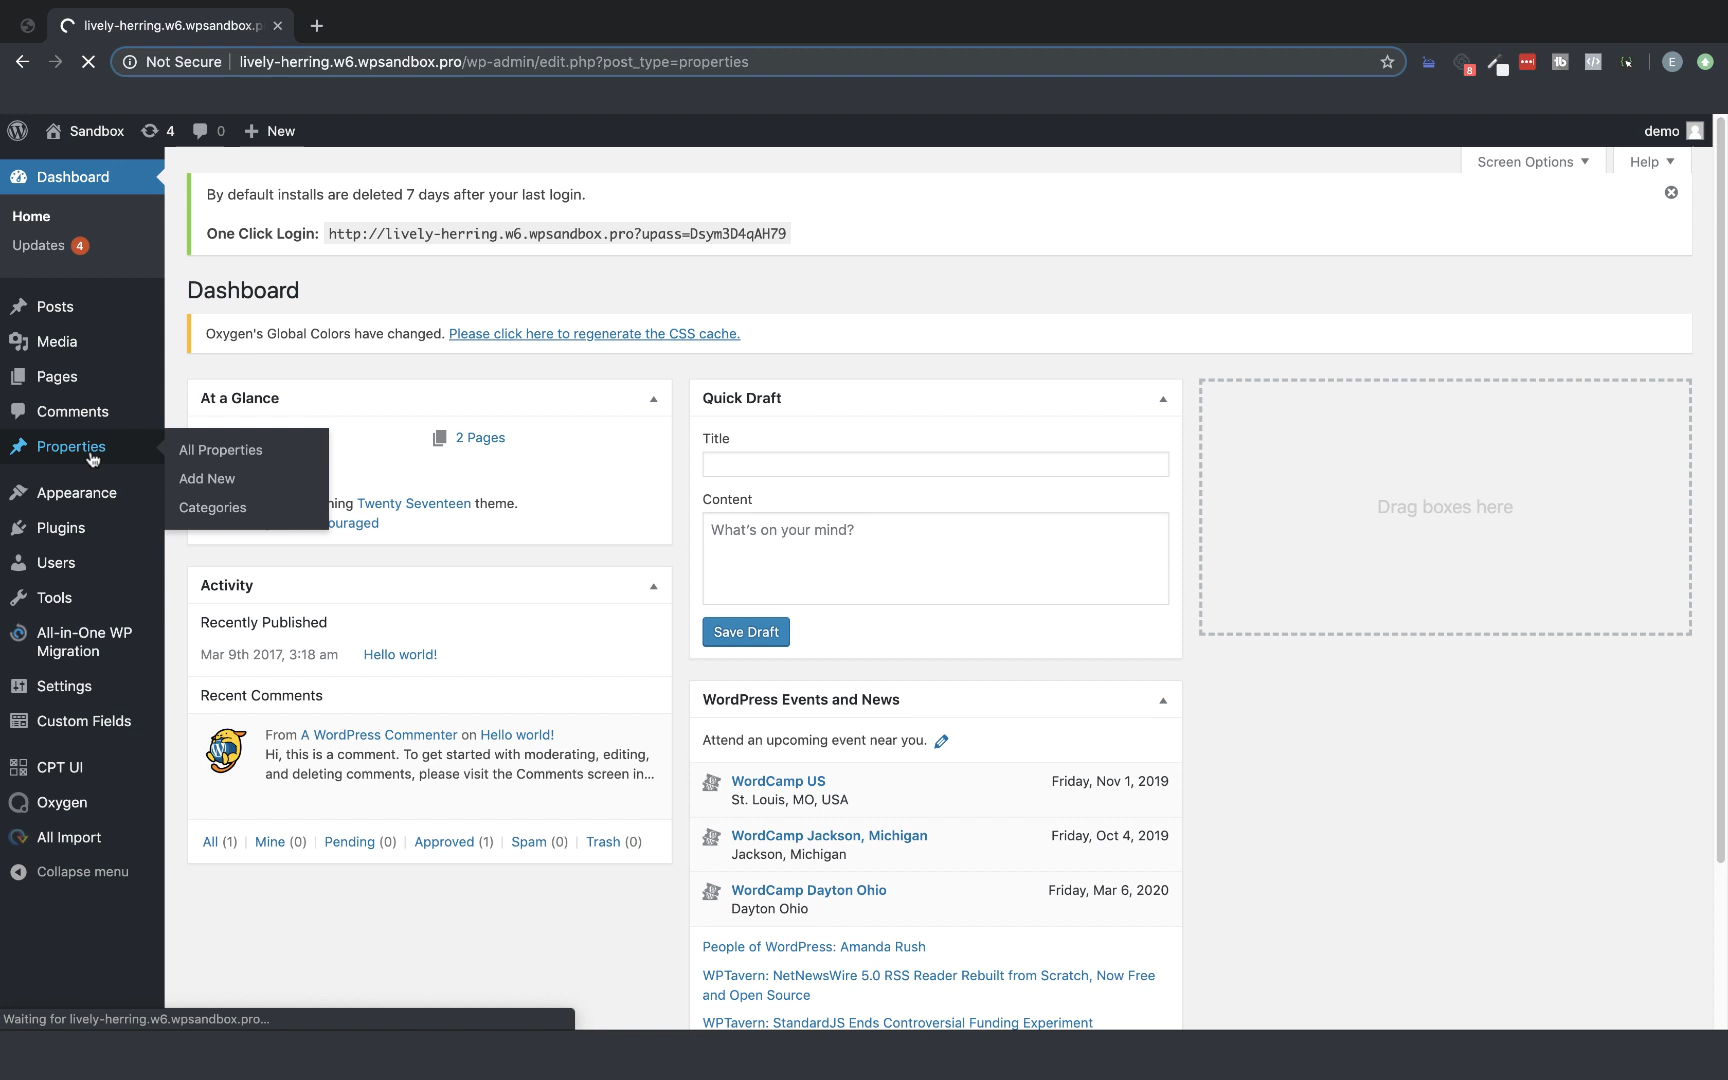 lively-herring.w6.wpsandbox.p
Not Secure
lively-herring.w6.wpsandbox.pro/wp-admin/edit.php?post_type=properties
8
1b
E
Sandbox
4
0
New
demo
Screen Options
Help
Dashboard
Home
Updates 4
Posts
Media
Pages
Comments
Properties
All Properties
Add New
Categories
Appearance
Plugins
Users
Tools
All-in-One WP
Migration
Settings
Custom Fields
CPT UI
Oxygen
All Import
Collapse menu
By default installs are deleted 7 days after your last login.
One Click Login: http://lively-herring.w6.wpsandbox.pro?upass=Dsym3D4qAH79
Dashboard
Oxygen's Global Colors have changed. Please click here to regenerate the CSS cache.
At a Glance
2 Pages
ning Twenty Seventeen theme.
ouraged
Activity
Recently Published
Mar 9th 2017, 3:18 am Hello world!
Recent Comments
From A WordPress Commenter on Hello world!
Hi, this is a comment. To get started with moderating, editing,
and deleting comments, please visit the Comments screen in...
All (1) | Mine (0) | Pending (0) | Approved (1) | Spam (0) | Trash (0)
Quick Draft
Title
Content
What's on your mind?
Save Draft
WordPress Events and News
Attend an upcoming event near you.
WordCamp US
Friday, Nov 1, 2019
St. Louis, MO, USA
WordCamp Jackson, Michigan
Friday, Oct 4, 2019
Jackson, Michigan
WordCamp Dayton Ohio
Friday, Mar 6, 2020
Dayton Ohio
People of WordPress: Amanda Rush
WPTavern: NetNewsWire 5.0 RSS Reader Rebuilt from Scratch, Now Free
and Open Source
WPTavern: StandardJS Ends Controversial Funding Experiment
Drag boxes here
Waiting for lively-herring.w6.wpsandbox.pro...